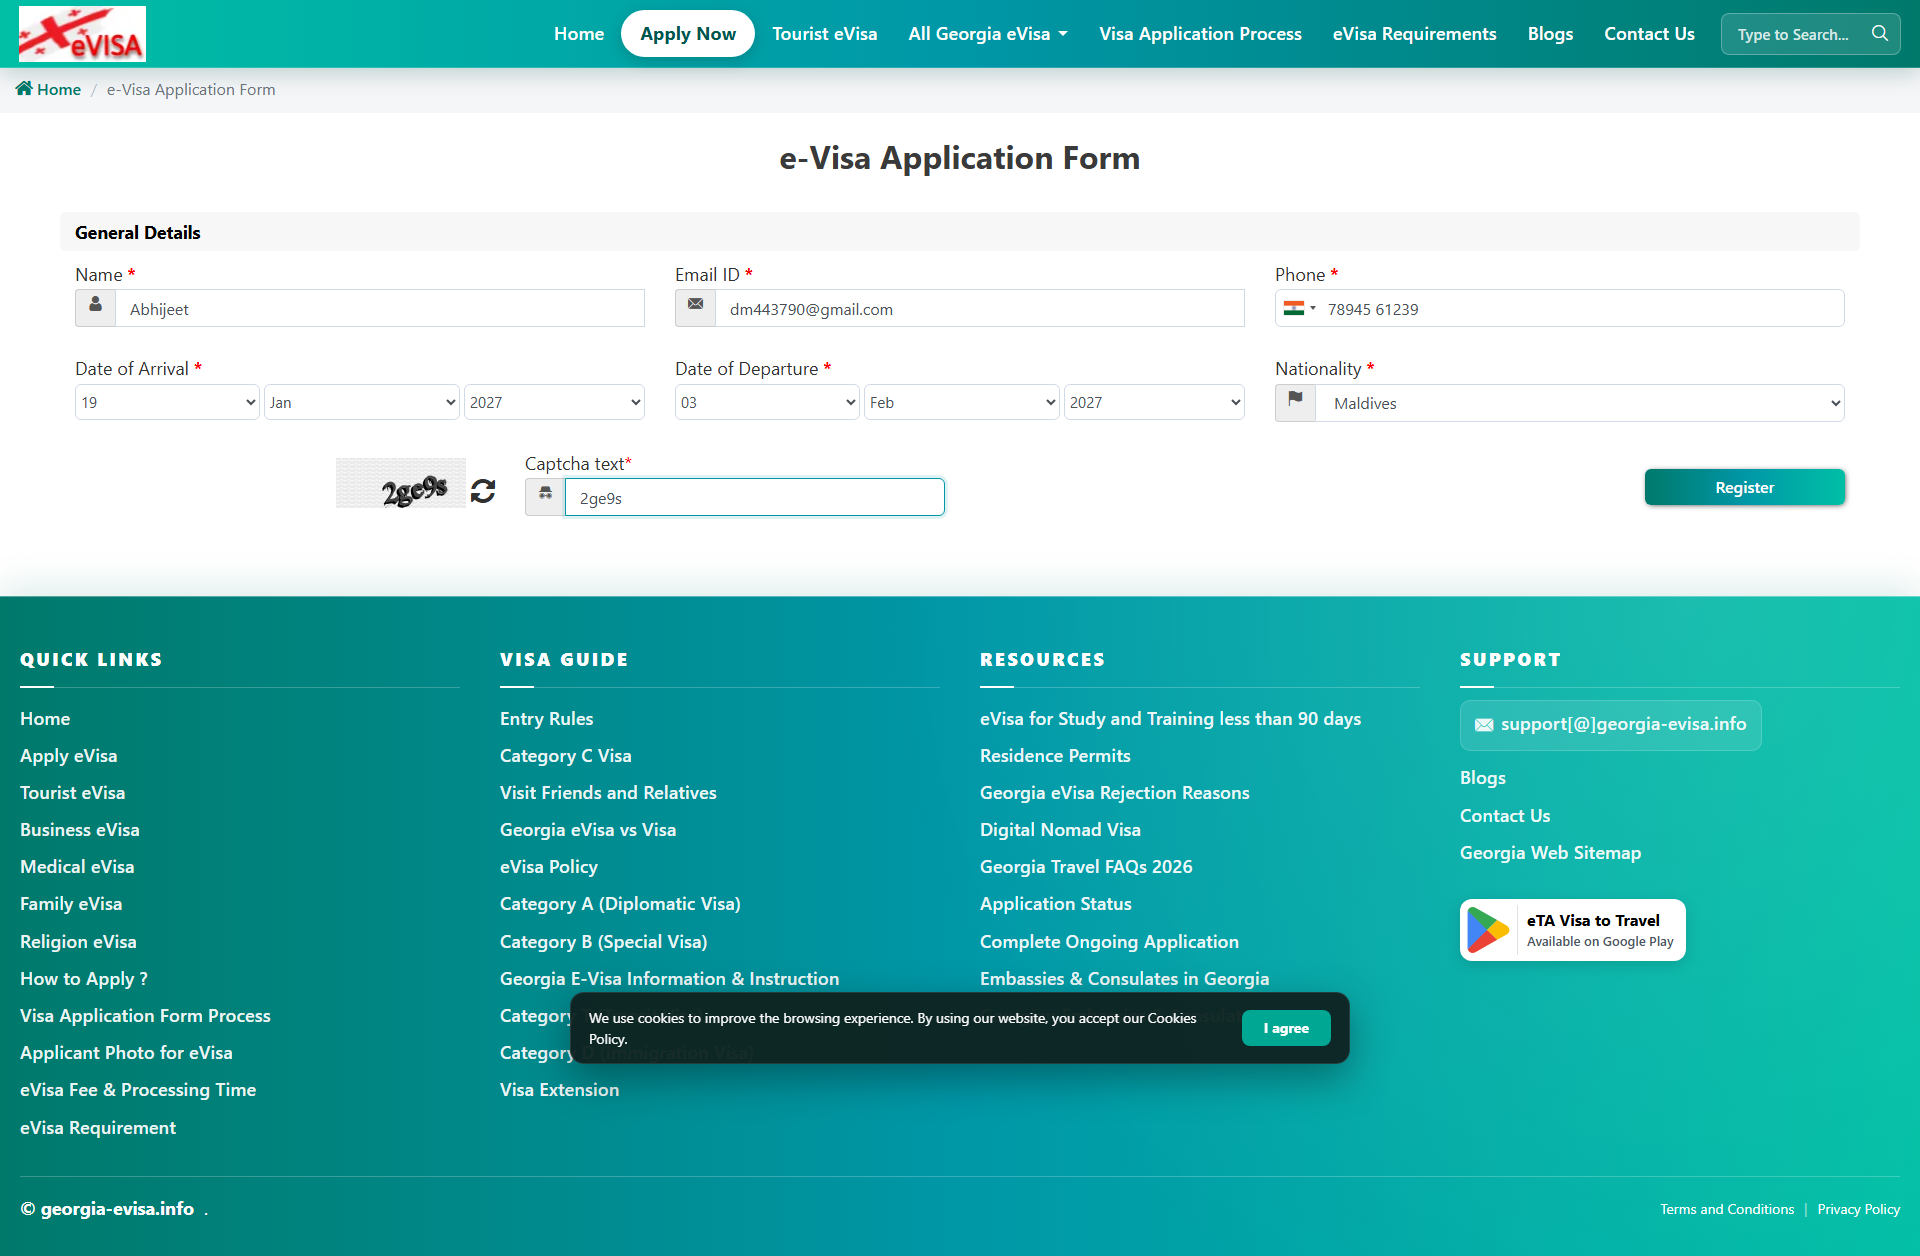 eVISA
Home
Apply Now
Tourist eVisa
All Georgia eVisa
Visa Application Process
eVisa Requirements
Blogs
Contact Us
Type to Search...
Home / e-Visa Application Form
e-Visa Application Form
General Details
Name *
Email ID *
Phone *
Abhijeet
dm443790@gmail.com
78945 61239
Date of Arrival *
Date of Departure *
Nationality *
19
Jan
2027
03
Feb
2027
Maldives
2ge9s
Captcha text*
2ge9s
Register
QUICK LINKS
Home
Apply eVisa
Tourist eVisa
Business eVisa
Medical eVisa
Family eVisa
Religion eVisa
How to Apply ?
Visa Application Form Process
Applicant Photo for eVisa
eVisa Fee & Processing Time
eVisa Requirement
VISA GUIDE
Entry Rules
Category C Visa
Visit Friends and Relatives
Georgia eVisa vs Visa
eVisa Policy
Category A (Diplomatic Visa)
Category B (Special Visa)
Georgia E-Visa Information & Instruction
Category
Category D (Immigration Visa)
Visa Extension
RESOURCES
eVisa for Study and Training less than 90 days
Residence Permits
Georgia eVisa Rejection Reasons
Digital Nomad Visa
Georgia Travel FAQs 2026
Application Status
Complete Ongoing Application
Embassies & Consulates in Georgia
SUPPORT
support[@]georgia-evisa.info
Blogs
Contact Us
Georgia Web Sitemap
eTA Visa to Travel
Available on Google Play
We use cookies to improve the browsing experience. By using our website, you accept our Cookies
Policy.
I agree
© georgia-evisa.info .
Terms and Conditions | Privacy Policy